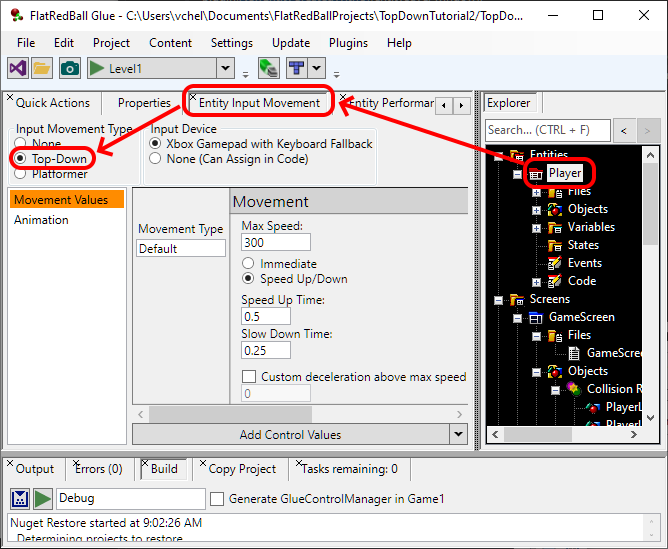 FlatRedBall Glue - C:\Users\vchel\Documents\FlatRedBallProjects\TopDownTutorial2/TopDo...
File Edit Project Content Settings Update Plugins Help
Level1
Quick Actions Properties Entity Input Movement Entity Performar
Input Movement Type
None
Top-Down
Platformer
Input Device
Xbox Gamepad with Keyboard Fallback
None (Can Assign in Code)
Movement Values
Animation
Movement Type
Default
Movement
Max Speed:
300
Immediate
Speed Up/Down
Speed Up Time:
0.5
Slow Down Time:
0.25
Custom deceleration above max speed
0
Add Control Values
Explorer
Search... (CTRL + F)
Entities
Player
Files
Objects
Variables
States
Events
Code
Screens
GameScreen
Files
GameScree
Objects
Collision R
PlayerL
PlayerL
Output Errors (0) Build Copy Project Tasks remaining: 0
Debug
Generate GlueControlManager in Game1
Nuget Restore started at 9:02:26 AM
Determining projects to restore